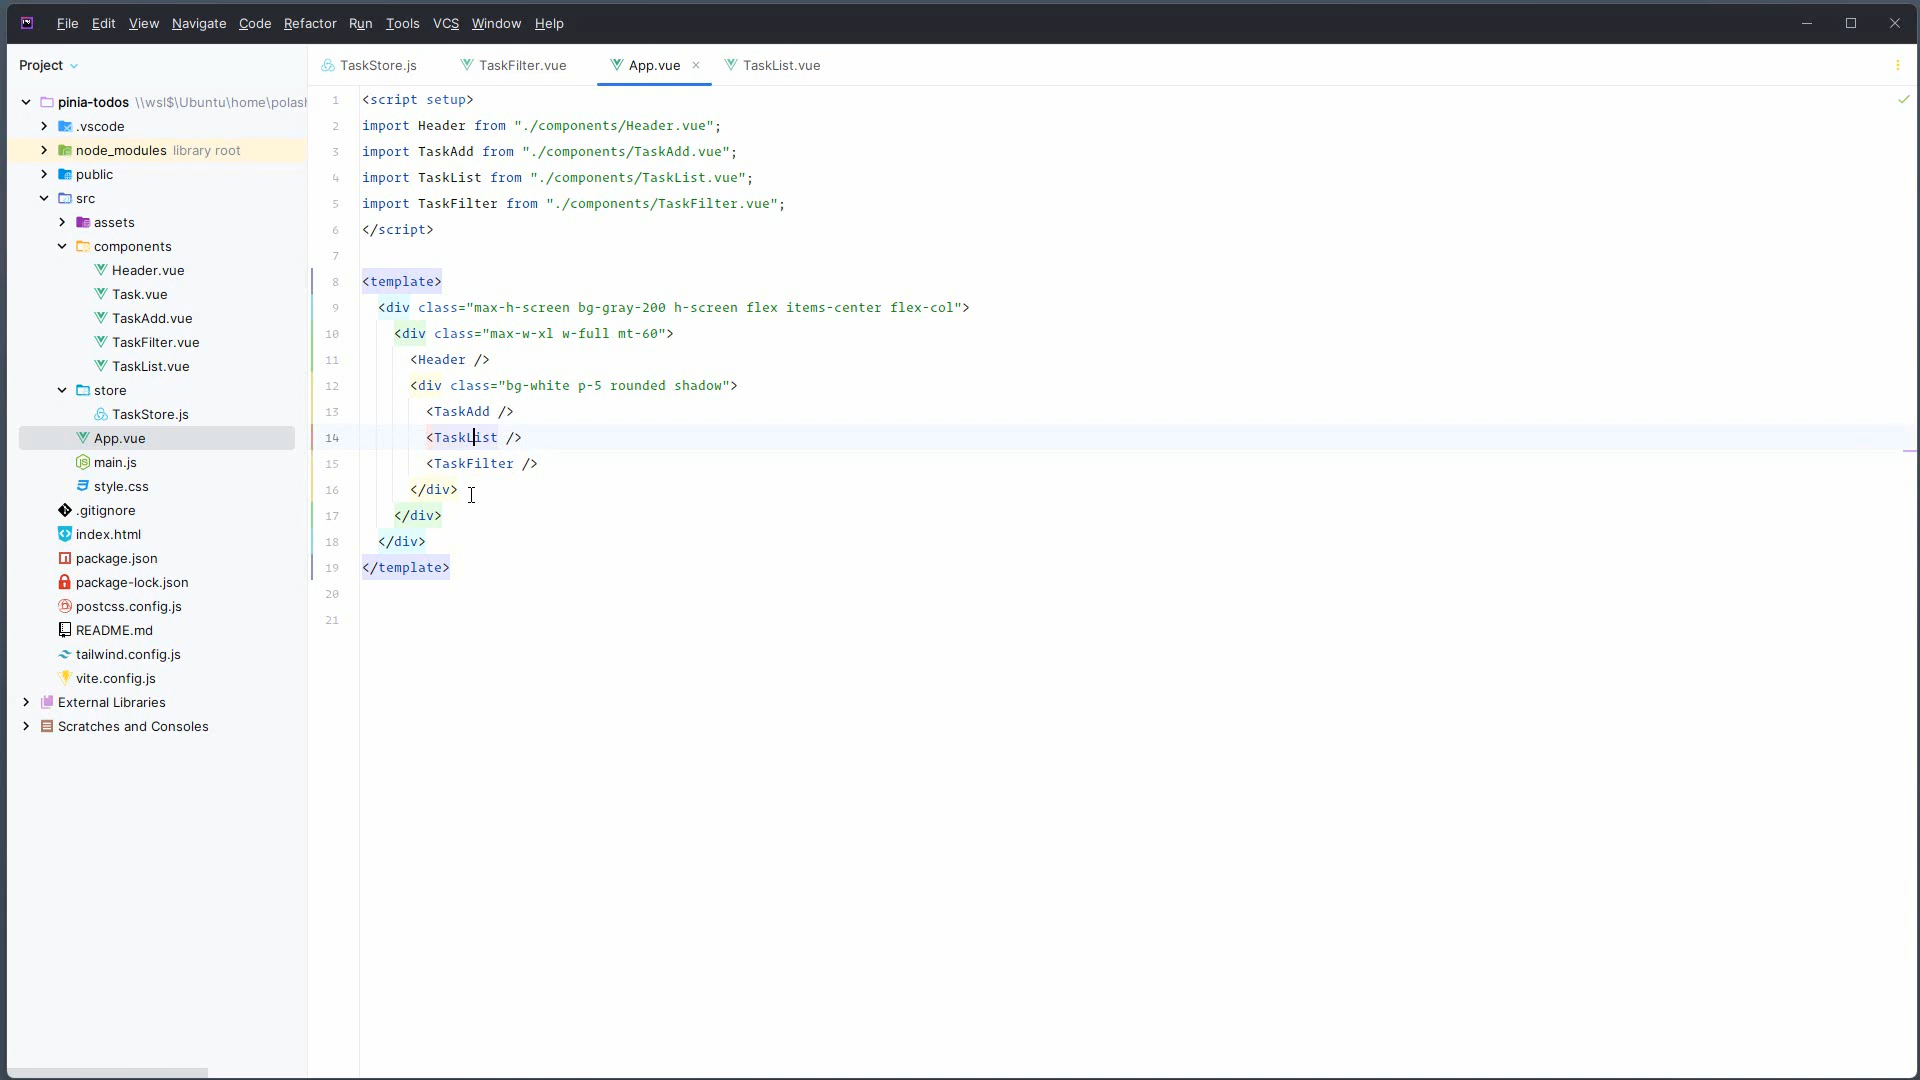 File Edit View Navigate Code Refactor Run Tools VCS Window Help
Project
TaskStore.js TaskFilter.vue App.vue TaskList.vue
pinia-todos \\wsl$\Ubuntu\home\polash
.vscode
node_modules library root
public
src
assets
components
Header.vue
Task.vue
TaskAdd.vue
TaskFilter.vue
TaskList.vue
store
TaskStore.js
App.vue
main.js
style.css
.gitignore
index.html
package.json
package-lock.json
postcss.config.js
README.md
tailwind.config.js
vite.config.js
External Libraries
Scratches and Consoles
1 <script setup>
2 import Header from "./components/Header.vue";
3 import TaskAdd from "./components/TaskAdd.vue";
4 import TaskList from "./components/TaskList.vue";
5 import TaskFilter from "./components/TaskFilter.vue";
6 </script>
7
8 <template>
9 <div class="max-h-screen bg-gray-200 h-screen flex items-center flex-col">
10 <div class="max-w-xl w-full mt-60">
11 <Header />
12 <div class="bg-white p-5 rounded shadow">
13 <TaskAdd />
14 <TaskList />
15 <TaskFilter />
16 </div>
17 </div>
18 </div>
19 </template>
20
21